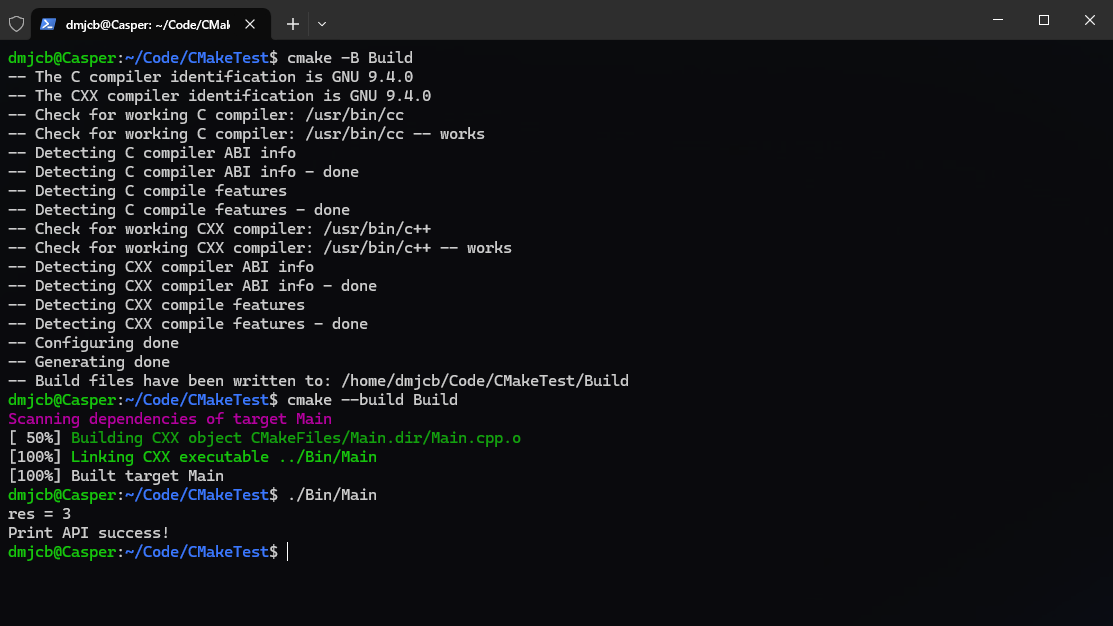 dmjcb@Casper: ~/Code/CMak
dmjcb@Casper:~/Code/CMakeTest$ cmake -B Build
-- The C compiler identification is GNU 9.4.0
-- The CXX compiler identification is GNU 9.4.0
-- Check for working C compiler: /usr/bin/cc
-- Check for working C compiler: /usr/bin/cc -- works
-- Detecting C compiler ABI info
-- Detecting C compiler ABI info - done
-- Detecting C compile features
-- Detecting C compile features - done
-- Check for working CXX compiler: /usr/bin/c++
-- Check for working CXX compiler: /usr/bin/c++ -- works
-- Detecting CXX compiler ABI info
-- Detecting CXX compiler ABI info - done
-- Detecting CXX compile features
-- Detecting CXX compile features - done
-- Configuring done
-- Generating done
-- Build files have been written to: /home/dmjcb/Code/CMakeTest/Build
dmjcb@Casper:~/Code/CMakeTest$ cmake --build Build
Scanning dependencies of target Main
[ 50%] Building CXX object CMakeFiles/Main.dir/Main.cpp.o
[100%] Linking CXX executable ../Bin/Main
[100%] Built target Main
dmjcb@Casper:~/Code/CMakeTest$ ./Bin/Main
res = 3
Print API success!
dmjcb@Casper:~/Code/CMakeTest$